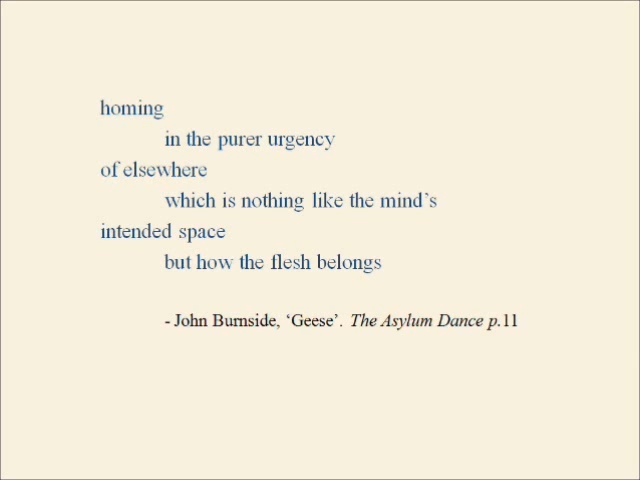 homing
in the purer urgency
of elsewhere
which is nothing like the mind’s
intended space
but how the flesh belongs
- John Burnside, ‘Geese’. The Asylum Dance p.11